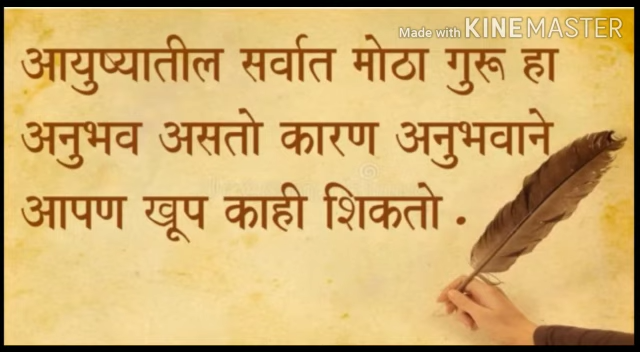 Made with KINEMASTER
आयुष्यातील सर्वात मोठा गुरू हा
अनुभव असतो कारण अनुभवाने
आपण खूप काही शिकतो .